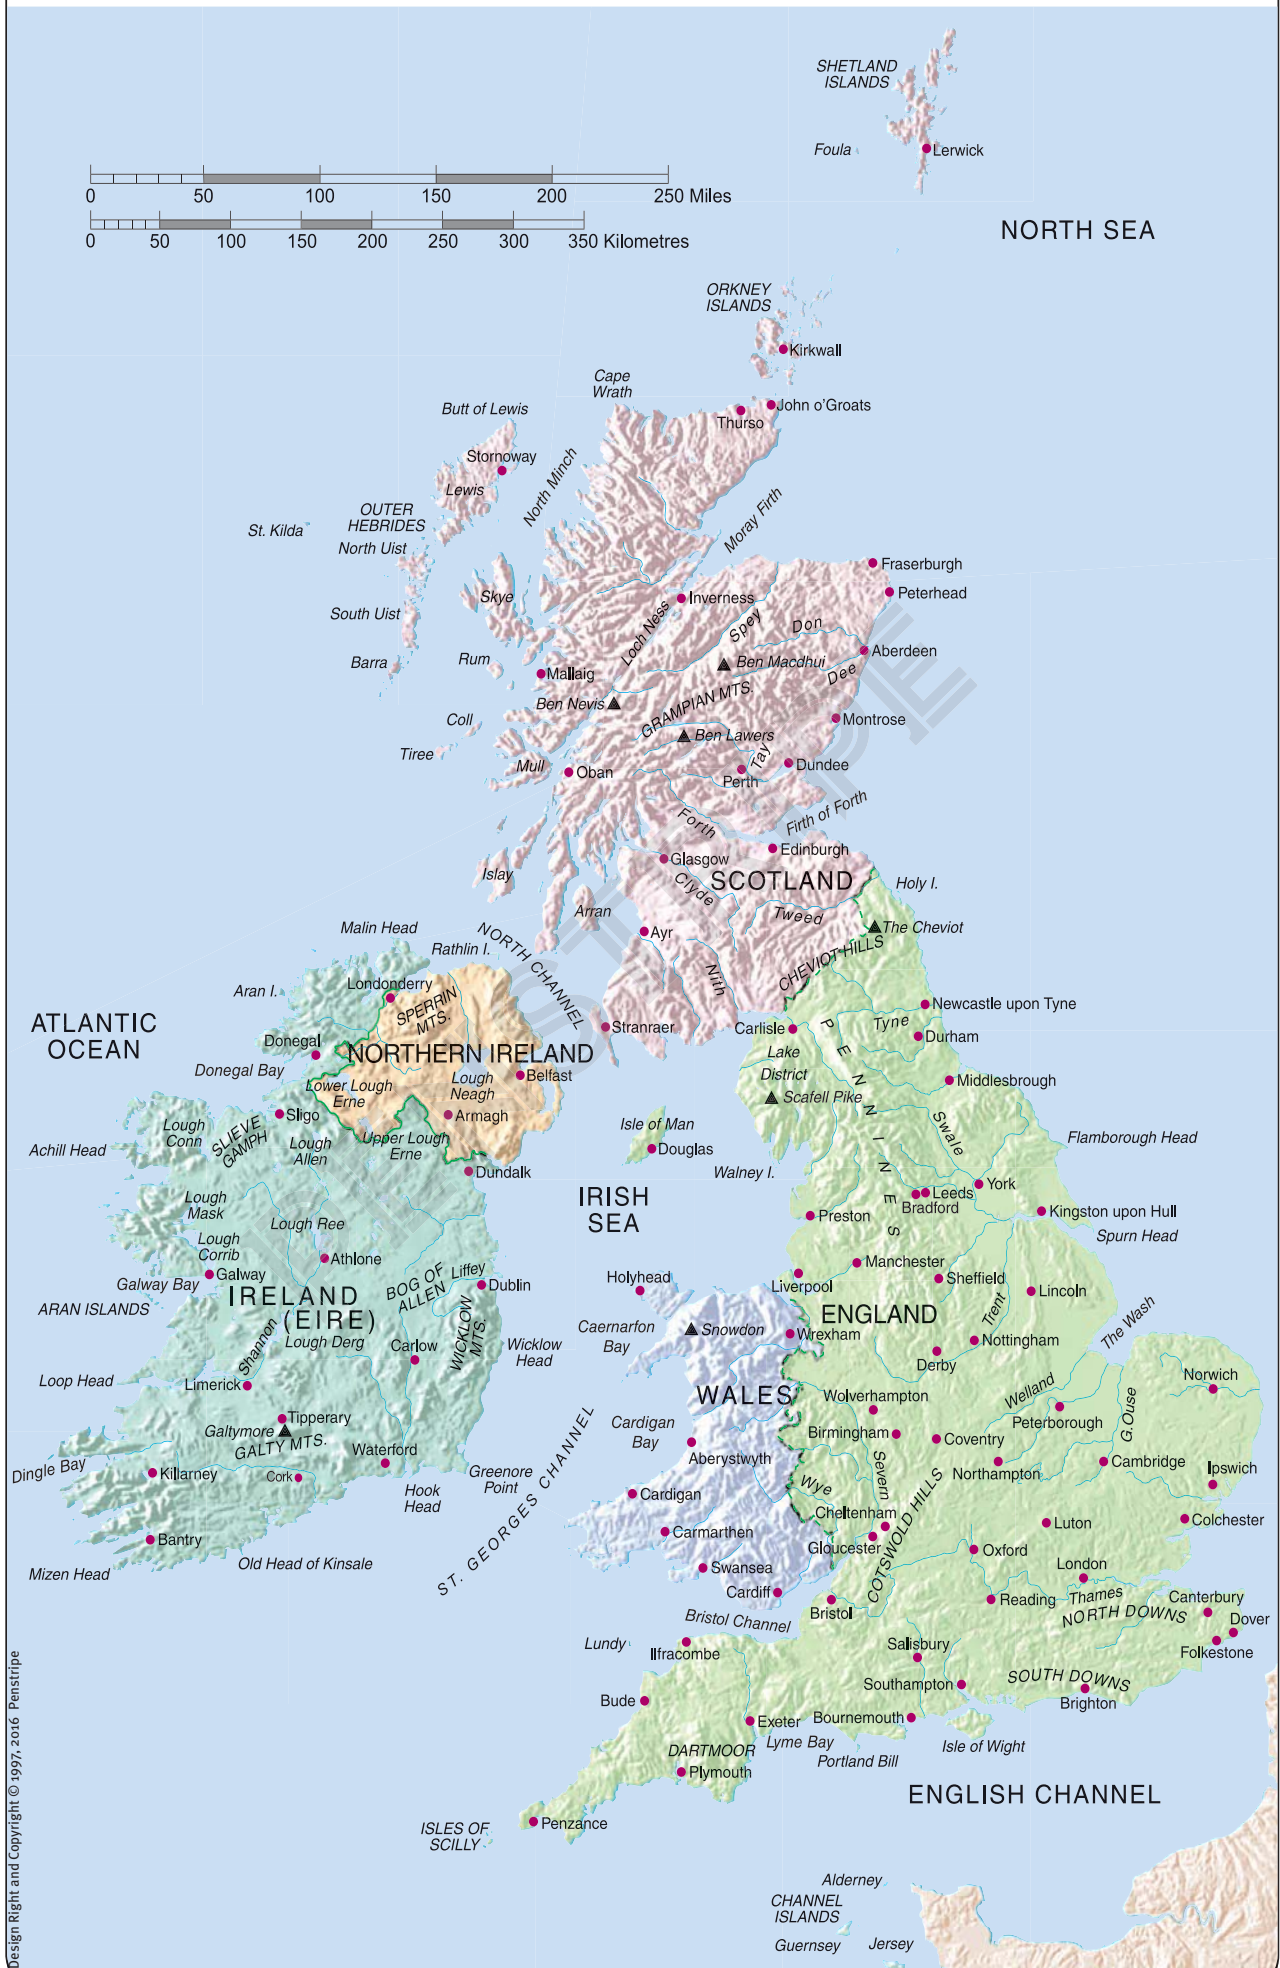 SHETLAND
ISLANDS
Foula
Lerwick
0 50 100 150 200 250 Miles
0 50 100 150 200 250 300 350 Kilometres
NORTH SEA
ORKNEY
ISLANDS
Kirkwall
Cape
Wrath
John o'Groats
Thurso
Butt of Lewis
Stornoway
Lewis
North Minch
OUTER
HEBRIDES
St. Kilda
North Uist
Moray Firth
Fraserburgh
Peterhead
Skye
Inverness
South Uist
Loch Ness
Spey
Don
Aberdeen
Barra
Rum
Mallaig
Ben Macdhui
Dee
Ben Nevis
GRAMPIAN MTS.
Montrose
Coll
Ben Lawers
Tiree
Mull
Oban
Tay
Dundee
Perth
Forth
Firth of Forth
Edinburgh
Glasgow
Islay
Clyde
SCOTLAND
Holy I.
Arran
Tweed
The Cheviot
Ayr
Malin Head
Rathlin I.
NORTH CHANNEL
CHEVIOT HILLS
Nith
Aran I.
Londonderry
SPERRIN
MTS.
Newcastle upon Tyne
ATLANTIC
OCEAN
Stranraer
Carlisle
Tyne
Durham
Donegal
NORTHERN IRELAND
Lake
District
PENNINES
Donegal Bay
Lower Lough
Erne
Lough
Neagh
Belfast
Middlesbrough
Scafell Pike
Sligo
Armagh
Isle of Man
Swale
Lough
Conn
SLIEVE
GAMPH
Lough
Allen
Upper Lough
Erne
Douglas
Flamborough Head
Achill Head
Dundalk
Walney I.
York
Lough
Mask
IRISH
SEA
Leeds
Bradford
Preston
Kingston upon Hull
Lough Ree
Spurn Head
Lough
Corrib
Athlone
Manchester
Galway
Galway Bay
BOG OF
ALLEN
Liffey
Dublin
Holyhead
Liverpool
Sheffield
Lincoln
ARAN ISLANDS
IRELAND
(EIRE)
ENGLAND
Trent
The Wash
Caernarfon
Bay
Snowdon
Wrexham
Lough Derg
Carlow
WICKLOW
MTS.
Wicklow
Head
Nottingham
Derby
Shannon
Loop Head
Limerick
WALES
Welland
Norwich
Wolverhampton
Tipperary
Peterborough
G.Ouse
Galtymore
GALTY MTS.
Cardigan
Bay
Birmingham
Coventry
Waterford
Aberystwyth
Dingle Bay
Killarney
Cork
Greenore
Point
ST. GEORGES CHANNEL
Northampton
Cambridge
Ipswich
Severn
Wye
Hook
Head
Cardigan
Cheltenham
Carmarthen
Luton
Colchester
Bantry
Gloucester
COTSWOLD HILLS
Oxford
Mizen Head
Old Head of Kinsale
Swansea
London
Cardiff
Thames
Bristol
Reading
NORTH DOWNS
Canterbury
Dover
Bristol Channel
Folkestone
Lundy
Ilfracombe
Salisbury
SOUTH DOWNS
Southampton
Bude
Brighton
Exeter
Bournemouth
Lyme Bay
Isle of Wight
DARTMOOR
Portland Bill
Plymouth
ENGLISH CHANNEL
Penzance
ISLES OF
SCILLY
Alderney
CHANNEL
ISLANDS
Guernsey
Jersey
Design Right and Copyright © 1997, 2016 Penstripe
PENSTRIPE